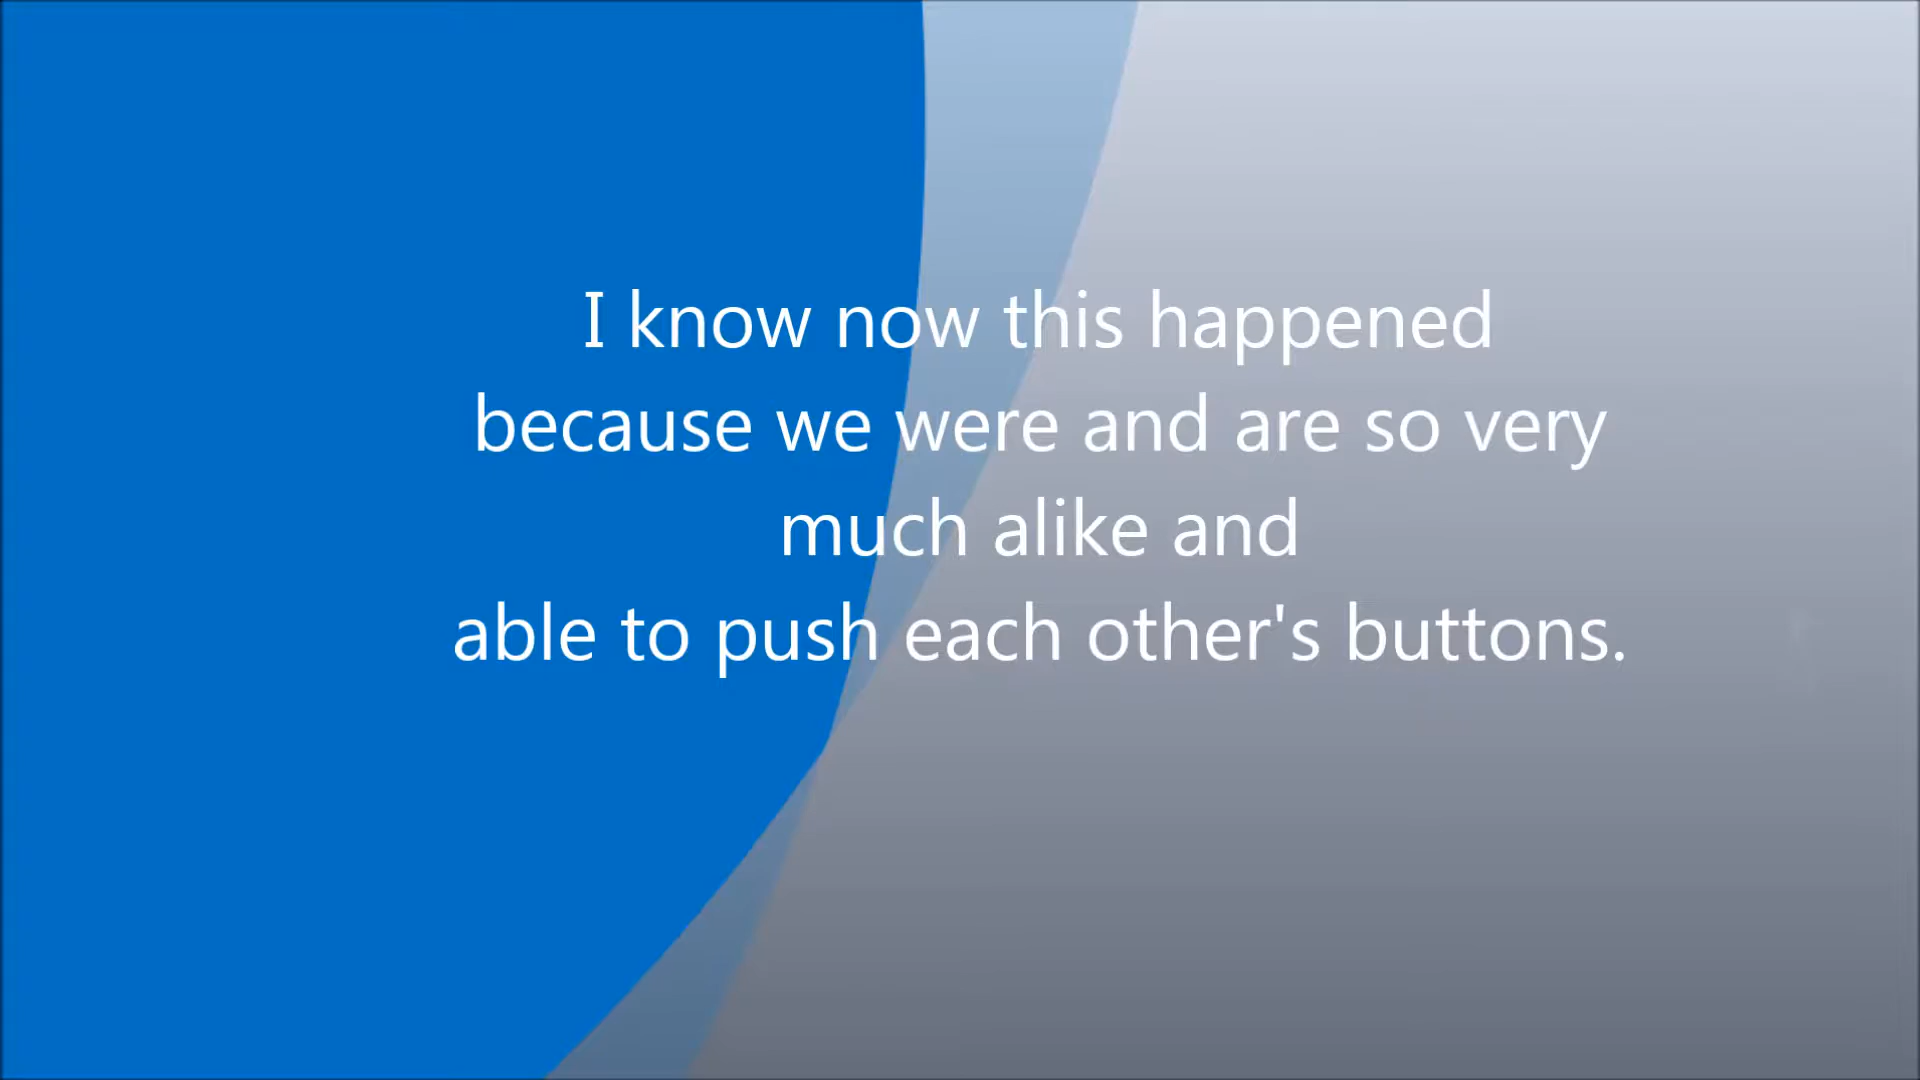 I know now this happened
because we were and are so very
much alike and
able to push each other's buttons.